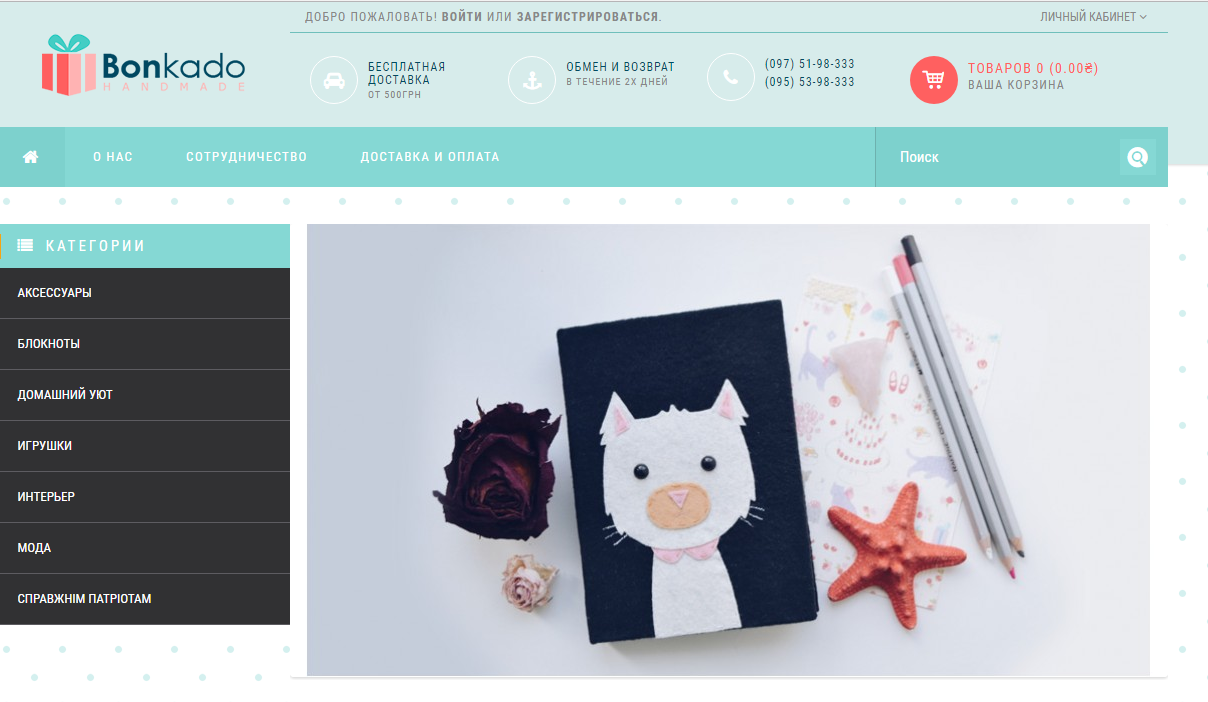 ДОБРО ПОЖАЛОВАТЬ! ВОЙТИ ИЛИ ЗАРЕГИСТРИРОВАТЬСЯ.
ЛИЧНЫЙ КАБИНЕТ
Bonkado
HANDMADE
БЕСПЛАТНАЯ
ДОСТАВКА
ОТ 500ГРН
ОБМЕН И ВОЗВРАТ
В ТЕЧЕНИЕ 2Х ДНЕЙ
(097) 51-98-333
(095) 53-98-333
ТОВАРОВ 0 (0.00₴)
ВАША КОРЗИНА
О НАС
СОТРУДНИЧЕСТВО
ДОСТАВКА И ОПЛАТА
Поиск
КАТЕГОРИИ
АКСЕССУАРЫ
БЛОКНОТЫ
ДОМАШНИЙ УЮТ
ИГРУШКИ
ИНТЕРЬЕР
МОДА
СПРАВЖНІМ ПАТРІОТАМ